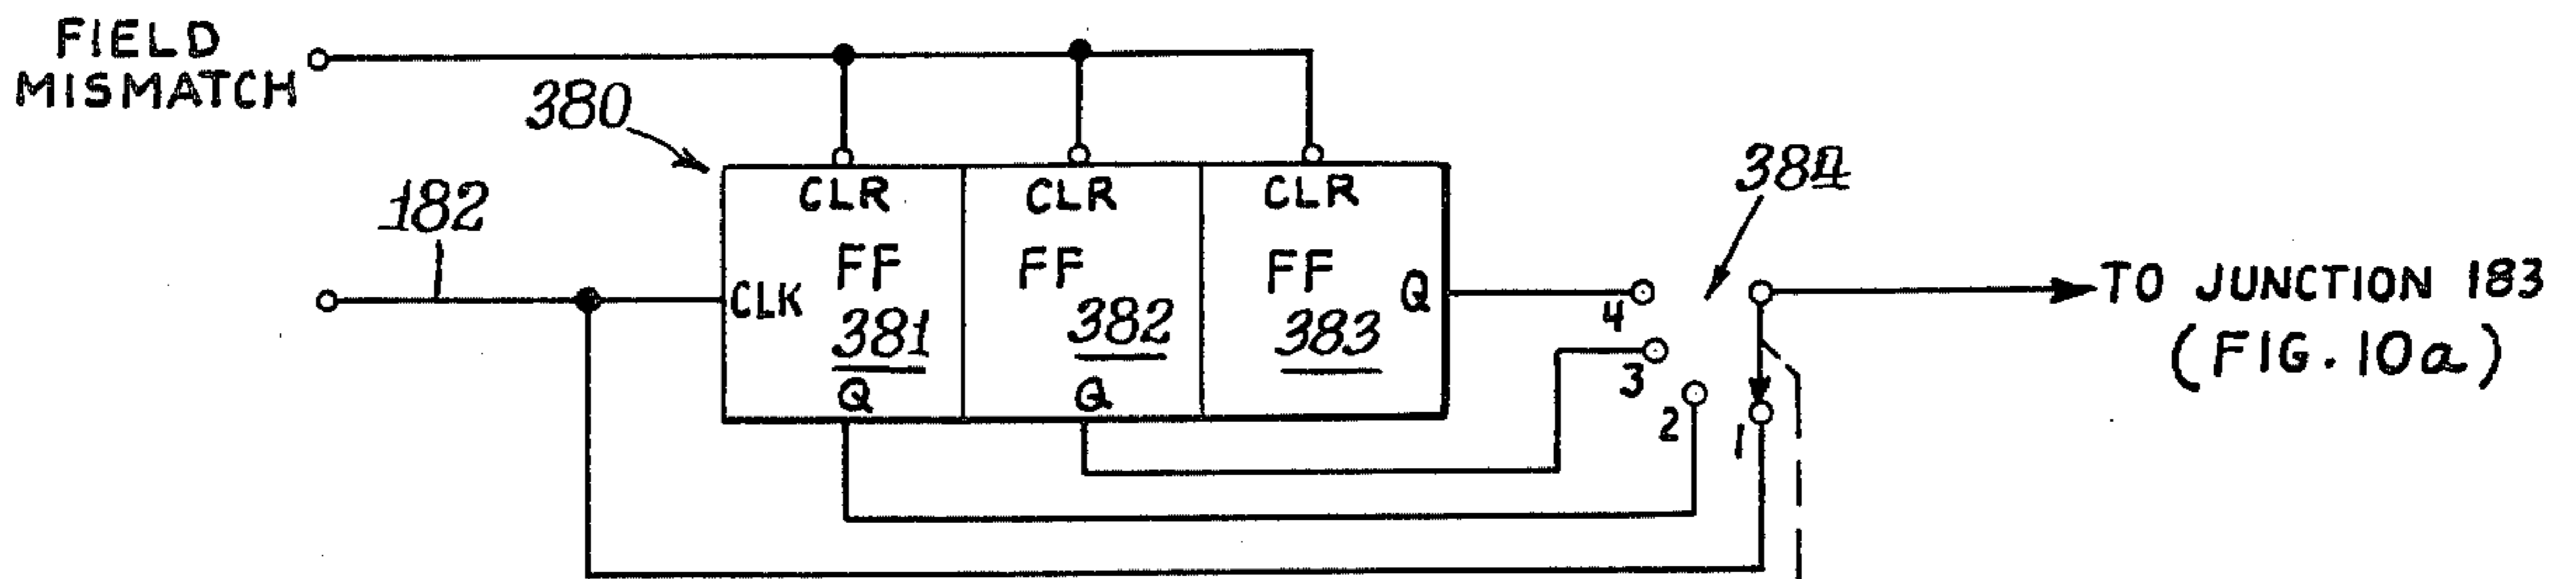 FIELD
MISMATCH
380
182
384
CLR CLR CLR
FF FF FF
CLK 381 382 383 Q
Q Q
4
3
2
1
TO JUNCTION 183
(FIG. 10a)